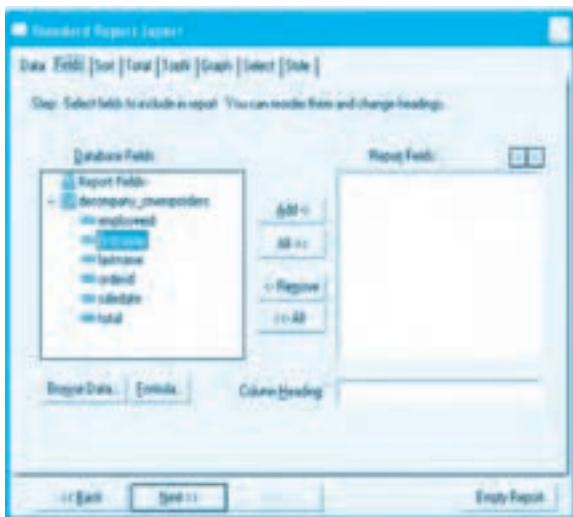 Standard Report Expert
Data Fields Sort Total TopN Graph Select Style
Step: Select fields to include in report. You can reorder them and change headings.
Database Fields:
Report Fields:
Report Fields
employeeid
firstname
lastname
orderid
saledate
total
Add >
All >>
< Remove
<< All
Browse Data... Formula...
Column Heading:
<< Back Next >> Empty Report